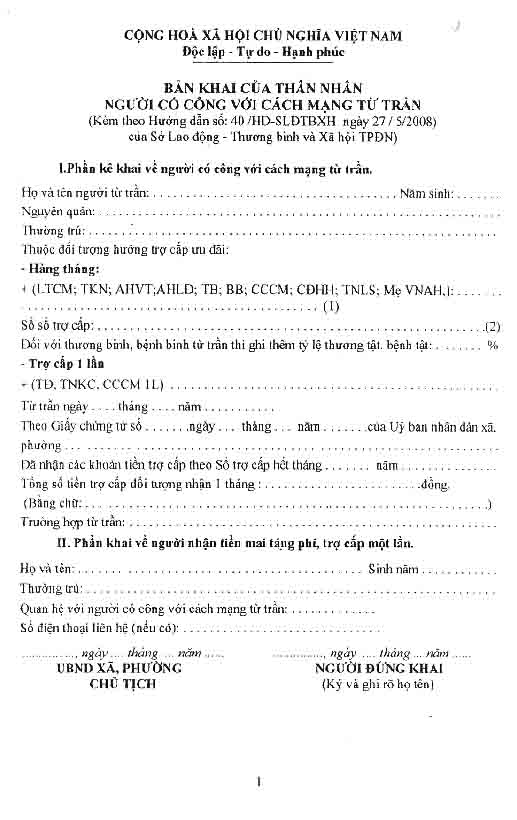 CỘNG HOÀ XÃ HỘI CHỦ NGHĨA VIỆT NAM
Độc lập - Tự do - Hạnh phúc
BẢN KHAI CỦA THÂN NHÂN
NGƯỜI CÓ CÔNG VỚI CÁCH MẠNG TỪ TRẦN
(Kèm theo Hướng dẫn số: 40 /HD-SLĐTBXH ngày 27 / 5/2008)
của Sở Lao động - Thương binh và Xã hội TPĐN)
I.Phần kê khai về người có công với cách mạng từ trần.
Họ và tên người từ trần: . . . . . . . . . . . . . . . . . . . . . . . . . . . . . . . . . . . . . . Năm sinh: . . . . . . .
Nguyên quán: . . . . . . . . . . . . . . . . . . . . . . . . . . . . . . . . . . . . . . . . . . . . . . . . . . . . . . . . .
Thường trú: . . . . . . . . . . . . . . . . . . . . . . . . . . . . . . . . . . . . . . . . . . . . . . . . . . . . . . . . . .
Thuộc đối tượng hưởng trợ cấp ưu đãi:
- Hàng tháng:
+ (LTCM; TKN; AHVT;AHLĐ; TB; BB; CCCM; CĐHH; TNLS; Mẹ VNAH,): . . . . . . .
. . . . . . . . . . . . . . . . . . . . . . . . . . . . . . . . . . . . . . . . . . . . . . (1)
Số sổ trợ cấp: . . . . . . . . . . . . . . . . . . . . . . . . . . . . . . . . . . . . . . . . . . . . . . . . . . . . . . . . . .(2)
Đối với thương binh, bệnh binh từ trần thì ghi thêm tỷ lệ thương tật, bệnh tật: . . . . . . . . %
- Trợ cấp 1 lần
+ (TĐ, TNKC, CCCM 1L) . . . . . . . . . . . . . . . . . . . . . . . . . . . . . . . . . . . . . . . . . . . . . . . . .
Từ trần ngày . . . . tháng . . . . năm . . . . . . . . . . .
Theo Giấy chứng tử số . . . . . . .ngày . . . tháng . . . năm . . . . . . .của Uỷ ban nhân dân xã,
phường . . . . . . . . . . . . . . . . . . . . . . . . . . . . . . . . . . . . . . . . . . . . . . . . . . . . . . . . . . . . . .
Đã nhận các khoản tiền trợ cấp theo Sổ trợ cấp hết tháng . . . . . . . năm . . . . . . . . . . . .
Tổng số tiền trợ cấp đối tượng nhận 1 tháng : . . . . . . . . . . . . . . . . . . . . . . . . .đồng.
(Bằng chữ: . . . . . . . . . . . . . . . . . . . . . . . . . . . . . . . . . . . . . . . . . . . . . . . . . . . . . . . . . . .)
Trường hợp từ trần: . . . . . . . . . . . . . . . . . . . . . . . . . . . . . . . . . . . . . . . . . . . . . . . . . . . .
II. Phần khai về người nhận tiền mai táng phí, trợ cấp một lần.
Họ và tên: . . . . . . . . . . . . . . . . . . . . . . . . . . . . . . . . . . . . . . . . . . . . Sinh năm . . . . . . . . . . . .
Thường trú: . . . . . . . . . . . . . . . . . . . . . . . . . . . . . . . . . . . . . . . . . . . . . . . . . . . . . . . . . . . .
Quan hệ với người có công với cách mạng từ trần: . . . . . . . . . . . . .
Số điện thoại liên hệ (nếu có): . . . . . . . . . . . . . . . . . . . . . . . . . . . . . . . . . . .
................., ngày .... tháng .... năm ......
................., ngày .... tháng .... năm ......
UBND XÃ, PHƯỜNG
NGƯỜI ĐỨNG KHAI
CHỦ TỊCH
(Ký và ghi rõ họ tên)
1